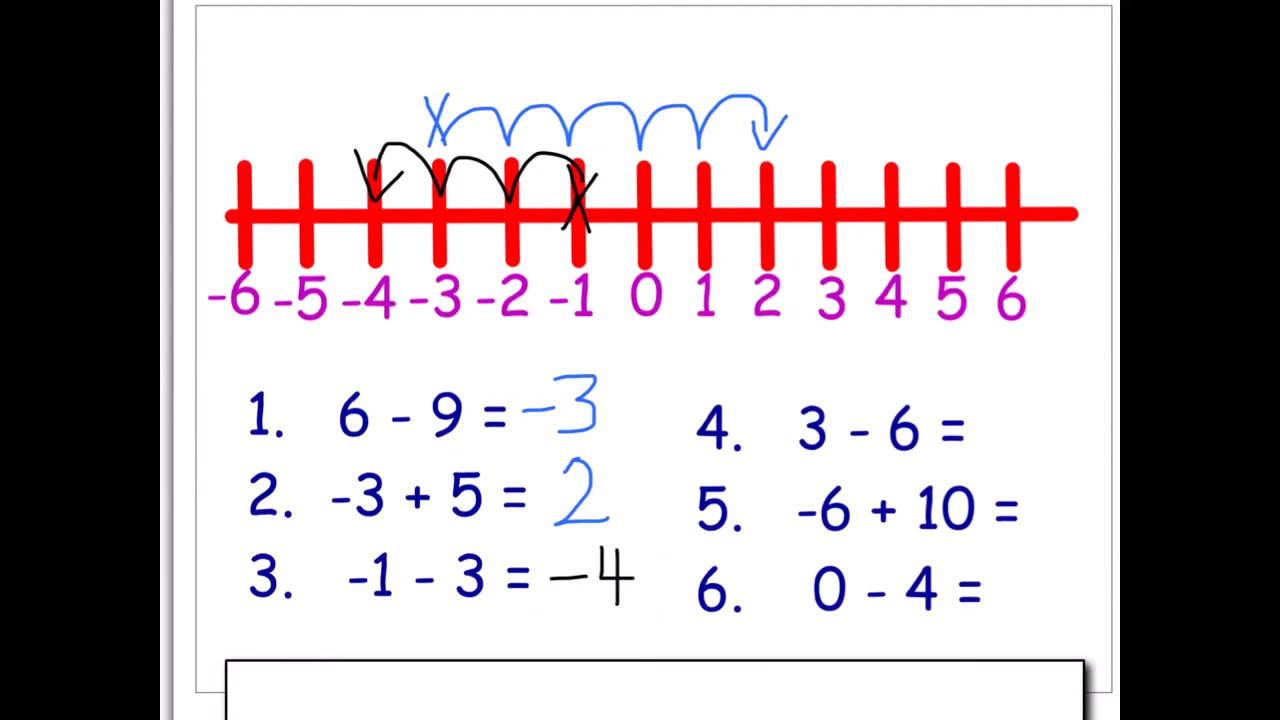 -6 -5 -4 -3 -2 -1 0 1 2 3 4 5 6
1. 6 - 9 = -3
2. -3 + 5 = 2
3. -1 - 3 = -4
4. 3 - 6 =
5. -6 + 10 =
6. 0 - 4 =